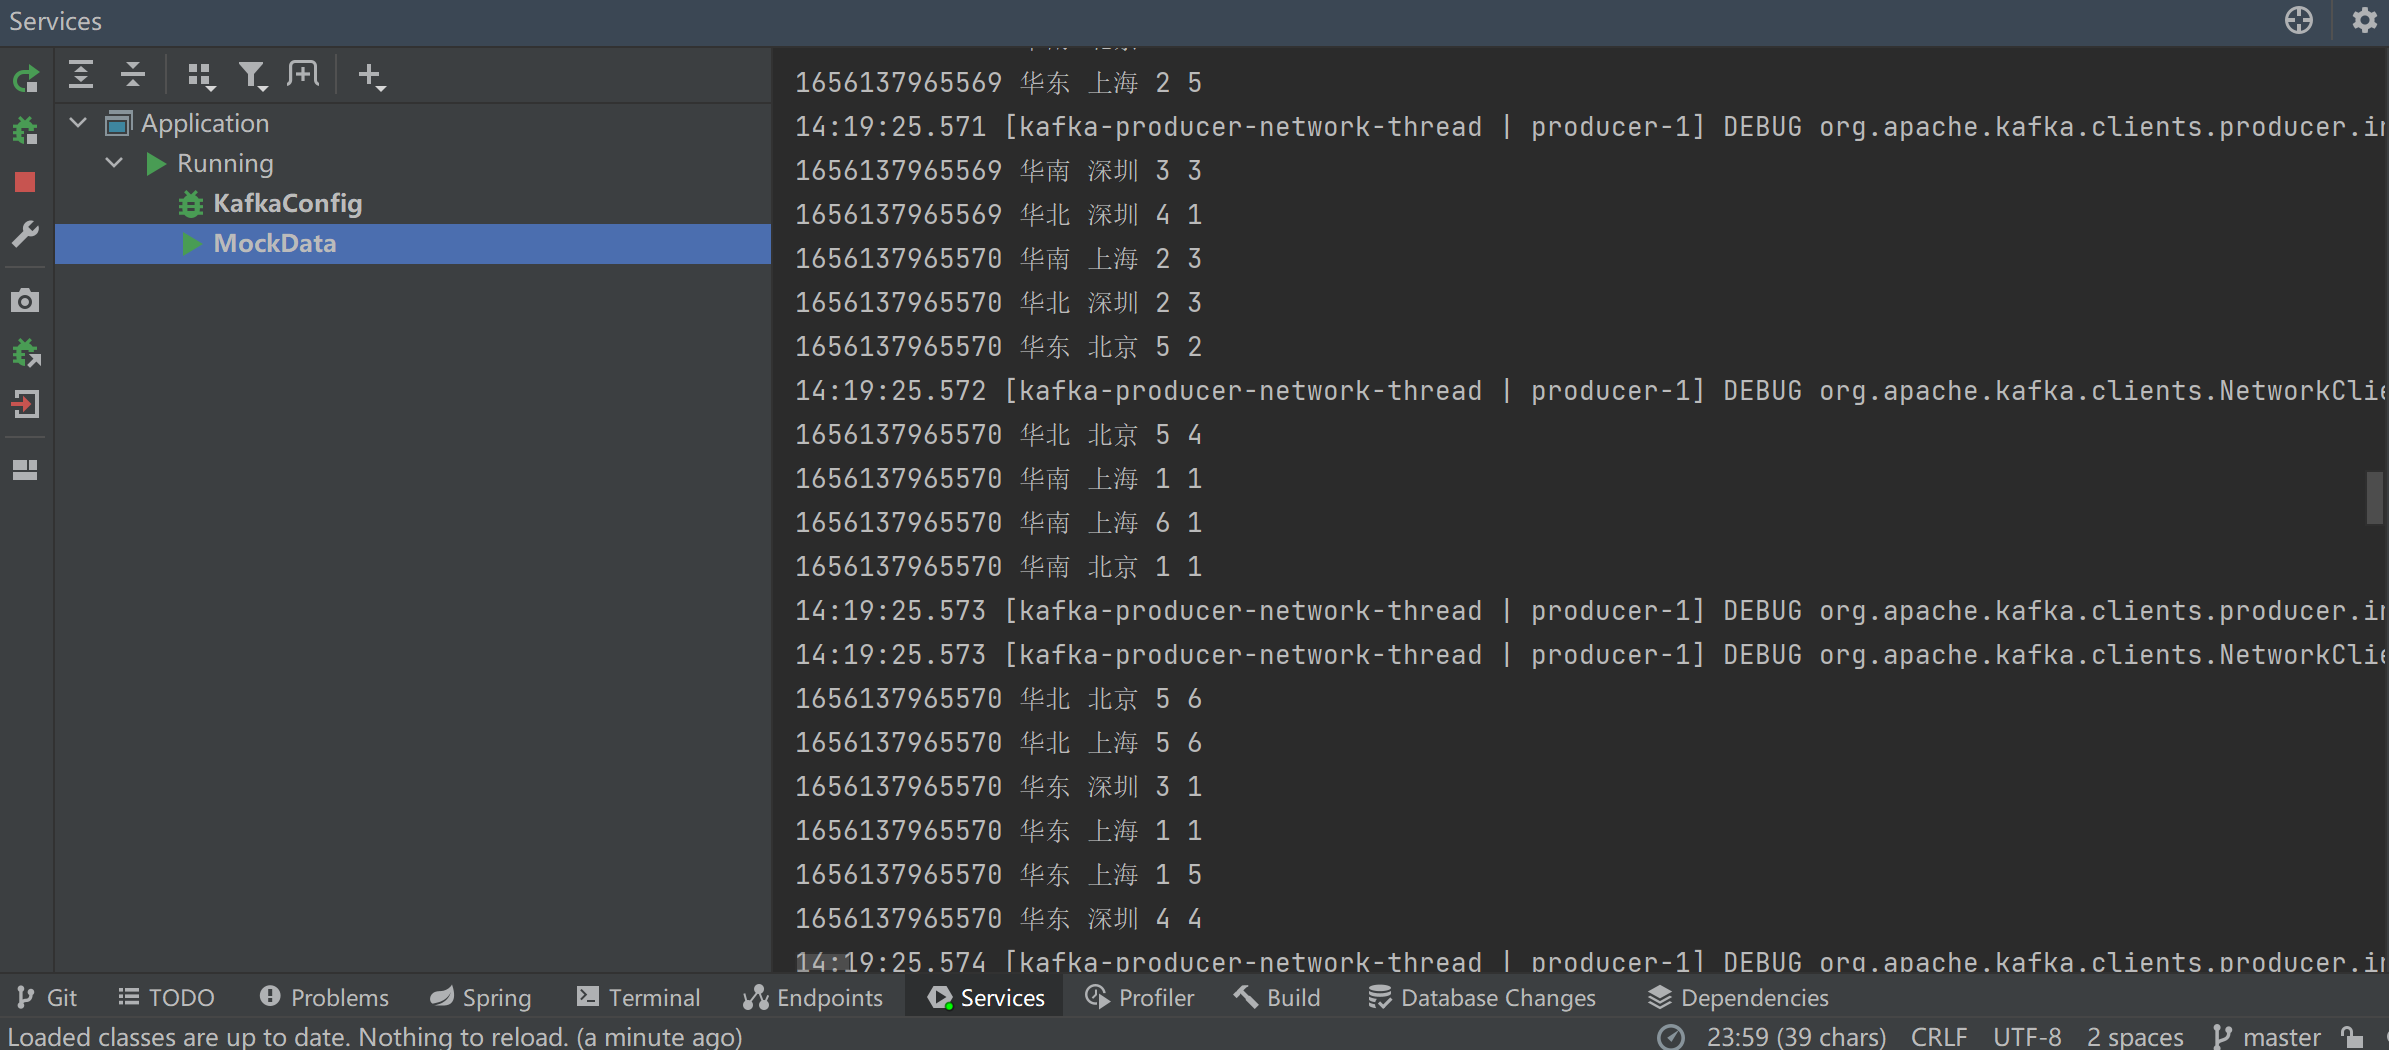 Services
Application
Running
KafkaConfig
MockData
1656137965569 华东 上海 2 5
14:19:25.571 [kafka-producer-network-thread | producer-1] DEBUG org.apache.kafka.clients.producer.in
1656137965569 华南 深圳 3 3
1656137965569 华北 深圳 4 1
1656137965570 华南 上海 2 3
1656137965570 华北 深圳 2 3
1656137965570 华东 北京 5 2
14:19:25.572 [kafka-producer-network-thread | producer-1] DEBUG org.apache.kafka.clients.NetworkClie
1656137965570 华北 北京 5 4
1656137965570 华南 上海 1 1
1656137965570 华南 上海 6 1
1656137965570 华南 北京 1 1
14:19:25.573 [kafka-producer-network-thread | producer-1] DEBUG org.apache.kafka.clients.producer.in
14:19:25.573 [kafka-producer-network-thread | producer-1] DEBUG org.apache.kafka.clients.NetworkClie
1656137965570 华北 北京 5 6
1656137965570 华北 上海 5 6
1656137965570 华东 深圳 3 1
1656137965570 华东 上海 1 1
1656137965570 华东 上海 1 5
1656137965570 华东 深圳 4 4
14:19:25.574 [kafka-producer-network-thread | producer-1] DEBUG org.apache.kafka.clients.producer.in
Git TODO Problems Spring Terminal Endpoints Services Profiler Build Database Changes Dependencies
Loaded classes are up to date. Nothing to reload. (a minute ago) 23:59 (39 chars) CRLF UTF-8 2 spaces master